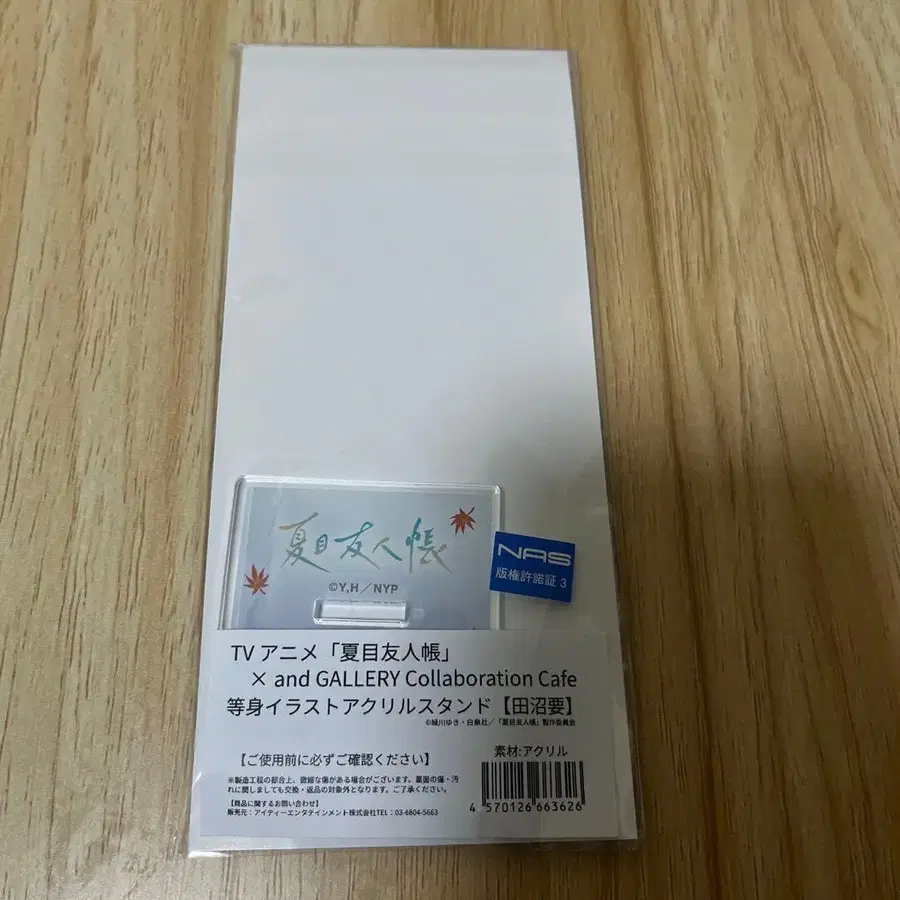 夏目友人帳
©Y,H／NYP
NAS
版権許諾証 3
TV アニメ「夏目友人帳」
× and GALLERY Collaboration Cafe
等身イラストアクリルスタンド【田沼要】
©緑川ゆき・白泉社／「夏目友人帳」製作委員会
【ご使用前に必ずご確認ください】
素材:アクリル
※製造工程の都合上、微細な傷がある場合がございます。裏面の傷・汚
れに関しましても交換・返品の対象外となります。ご了承ください。
【商品に関するお問い合わせ】
販売元：アイティーエンタテインメント株式会社TEL：03-6804-5663
4 570126 663626